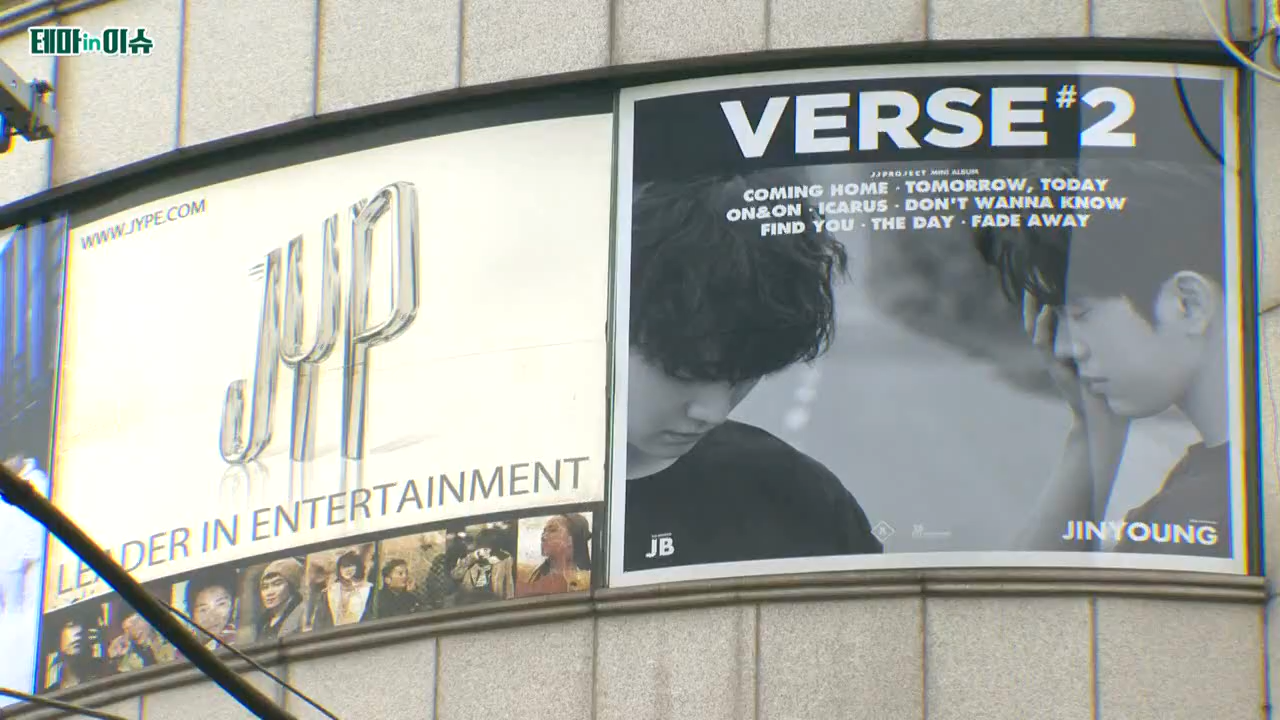 테마in이슈
WWW.JYPE.COM
JYP
LEADER IN ENTERTAINMENT
VERSE#2
JJPROJECT MINI ALBUM
COMING HOME · TOMORROW, TODAY
ON&ON · ICARUS · DON'T WANNA KNOW
FIND YOU · THE DAY · FADE AWAY
JB
JINYOUNG